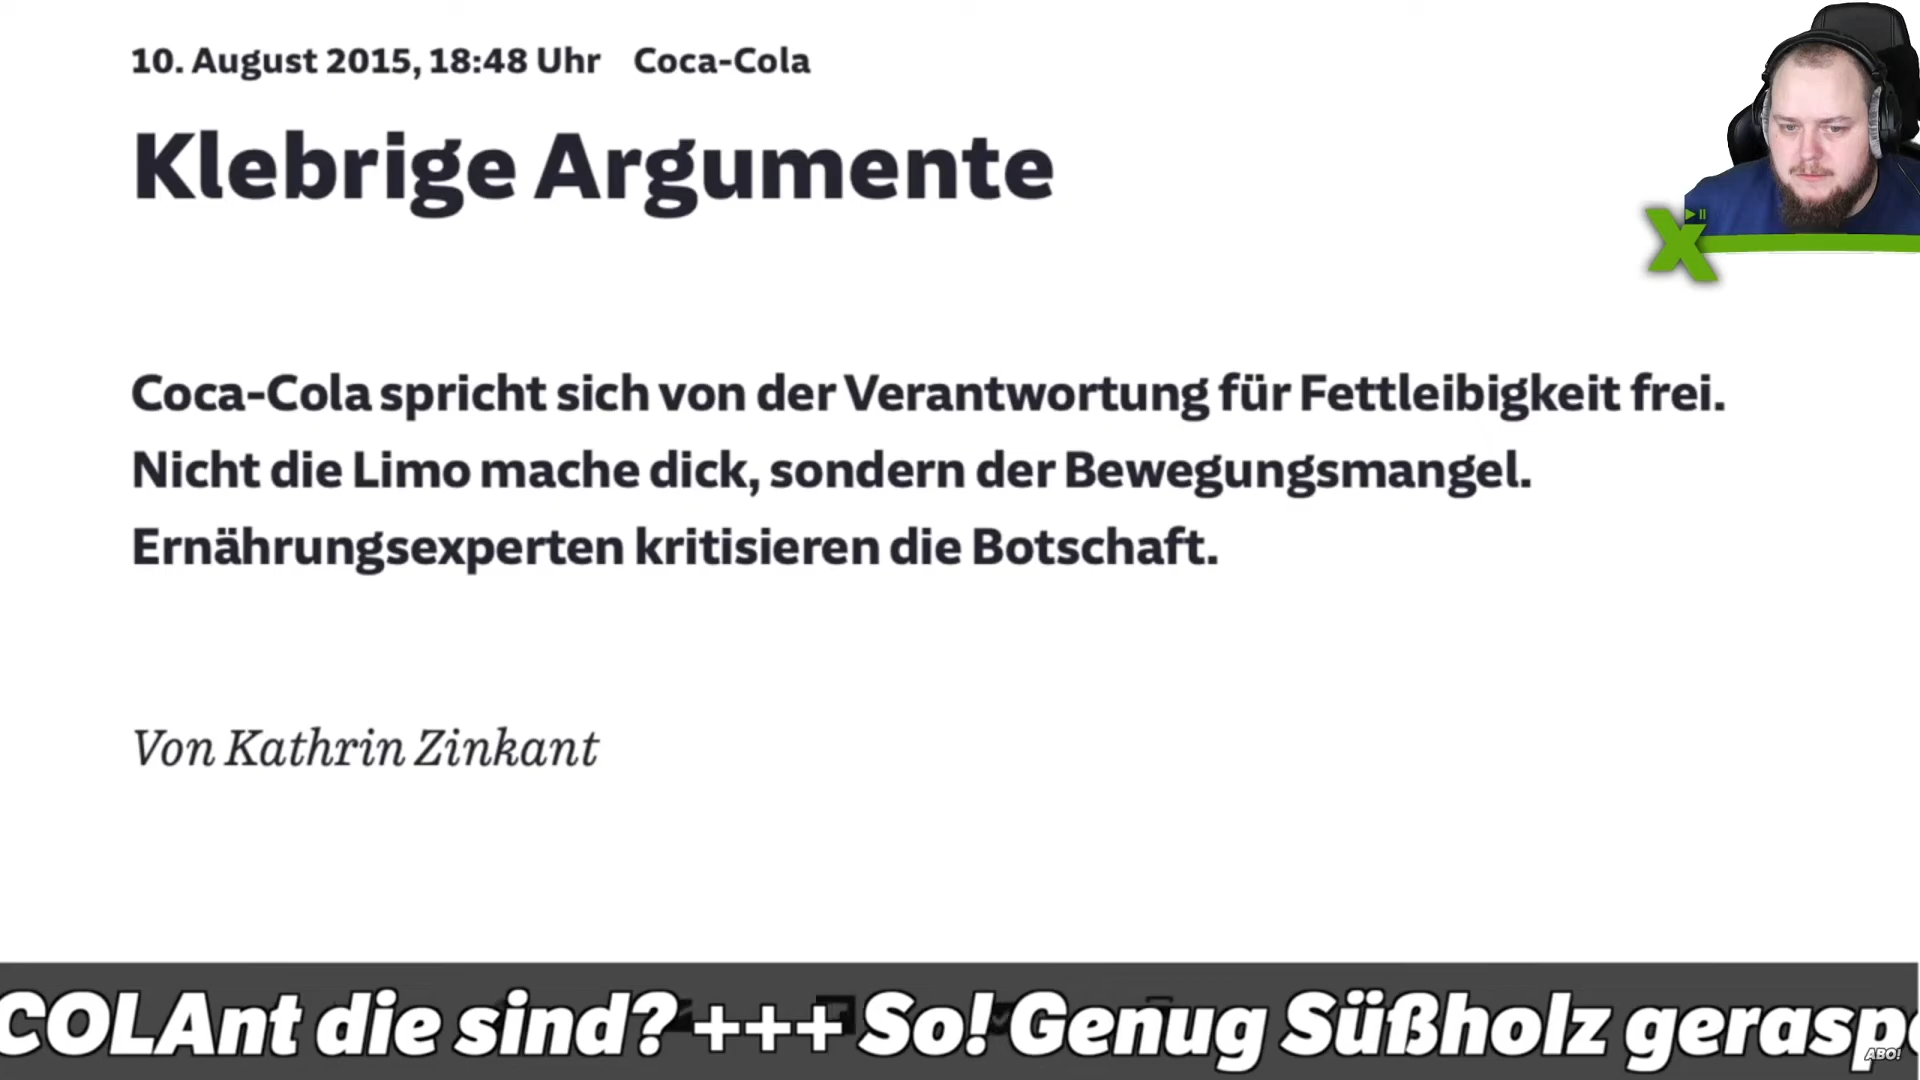 10. August 2015, 18:48 Uhr Coca-Cola
Klebrige Argumente
Coca-Cola spricht sich von der Verantwortung für Fettleibigkeit frei.
Nicht die Limo mache dick, sondern der Bewegungsmangel.
Ernährungsexperten kritisieren die Botschaft.
Von Kathrin Zinkant
COLAnt die sind? +++ So! Genug Süßholz geraspe
ABO!